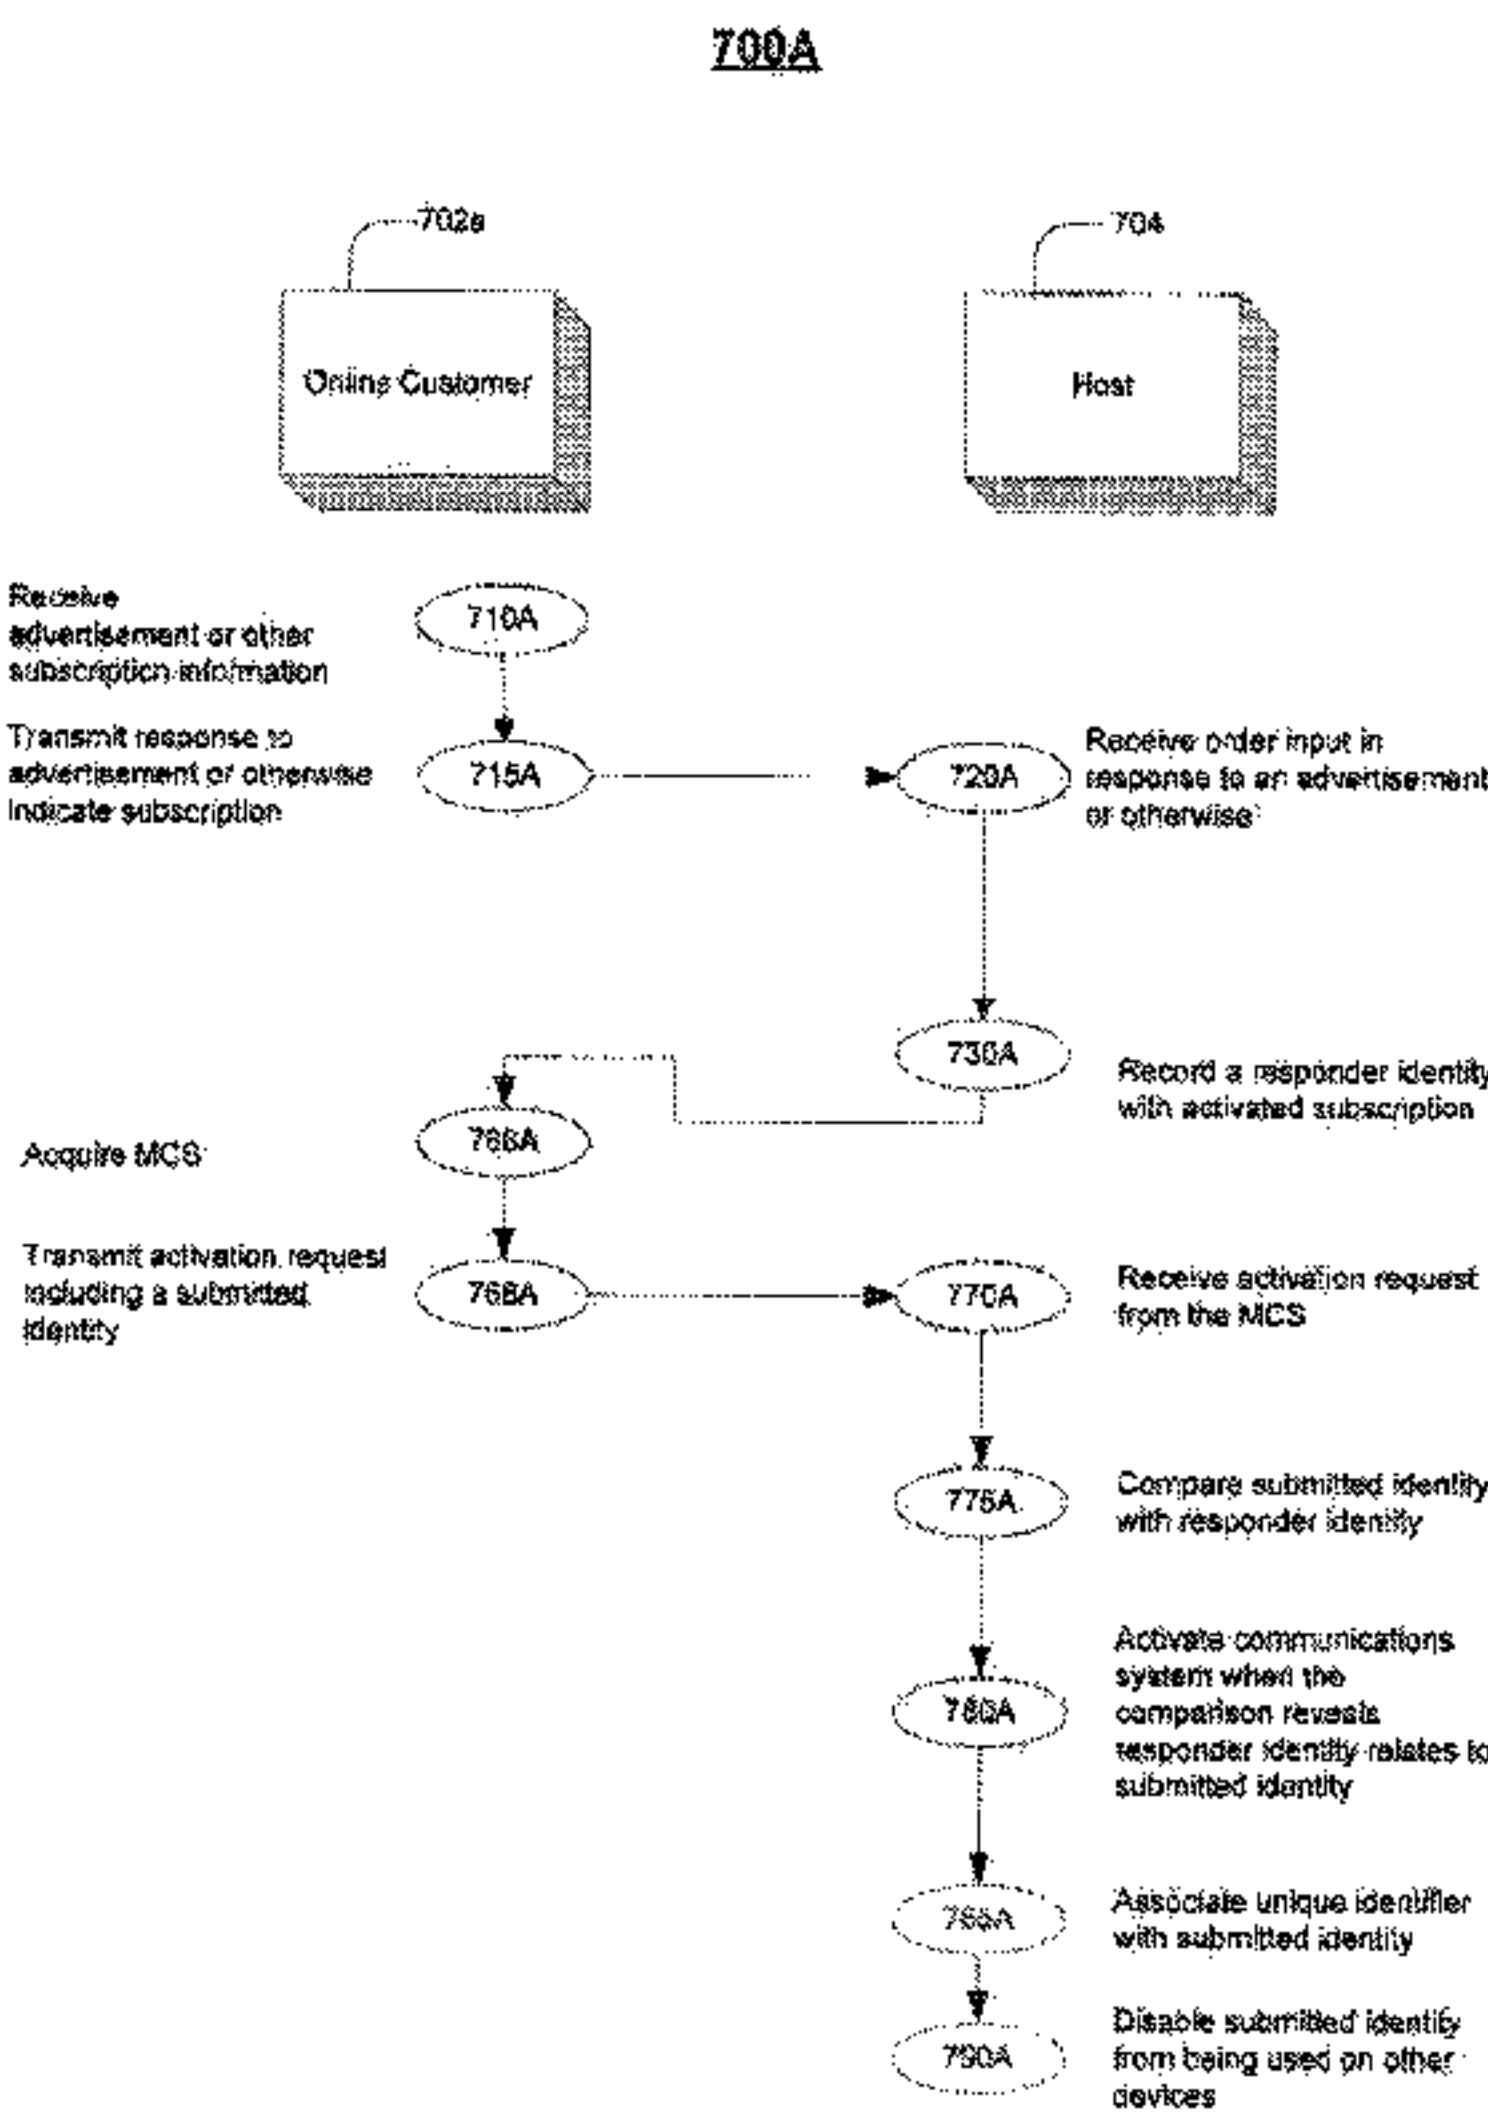 700A
702a
704
Online Customer
Host
Receive
advertisement or other
subscription information
710A
Transmit response to
advertisement or otherwise
indicate subscription
715A
720A
Receive order input in
response to an advertisement
or otherwise
730A
Record a responder identity
with activated subscription
Acquire MCS
Transmit activation request
including a submitted
identity
768A
770A
Receive activation request
from the MCS
775A
Compare submitted identity
with responder identity
780A
Activate communications
system when the
comparison reveals
responder identity relates to
submitted identity
785A
Associate unique identifier
with submitted identity
790A
Disable submitted identity
from being used on other
devices